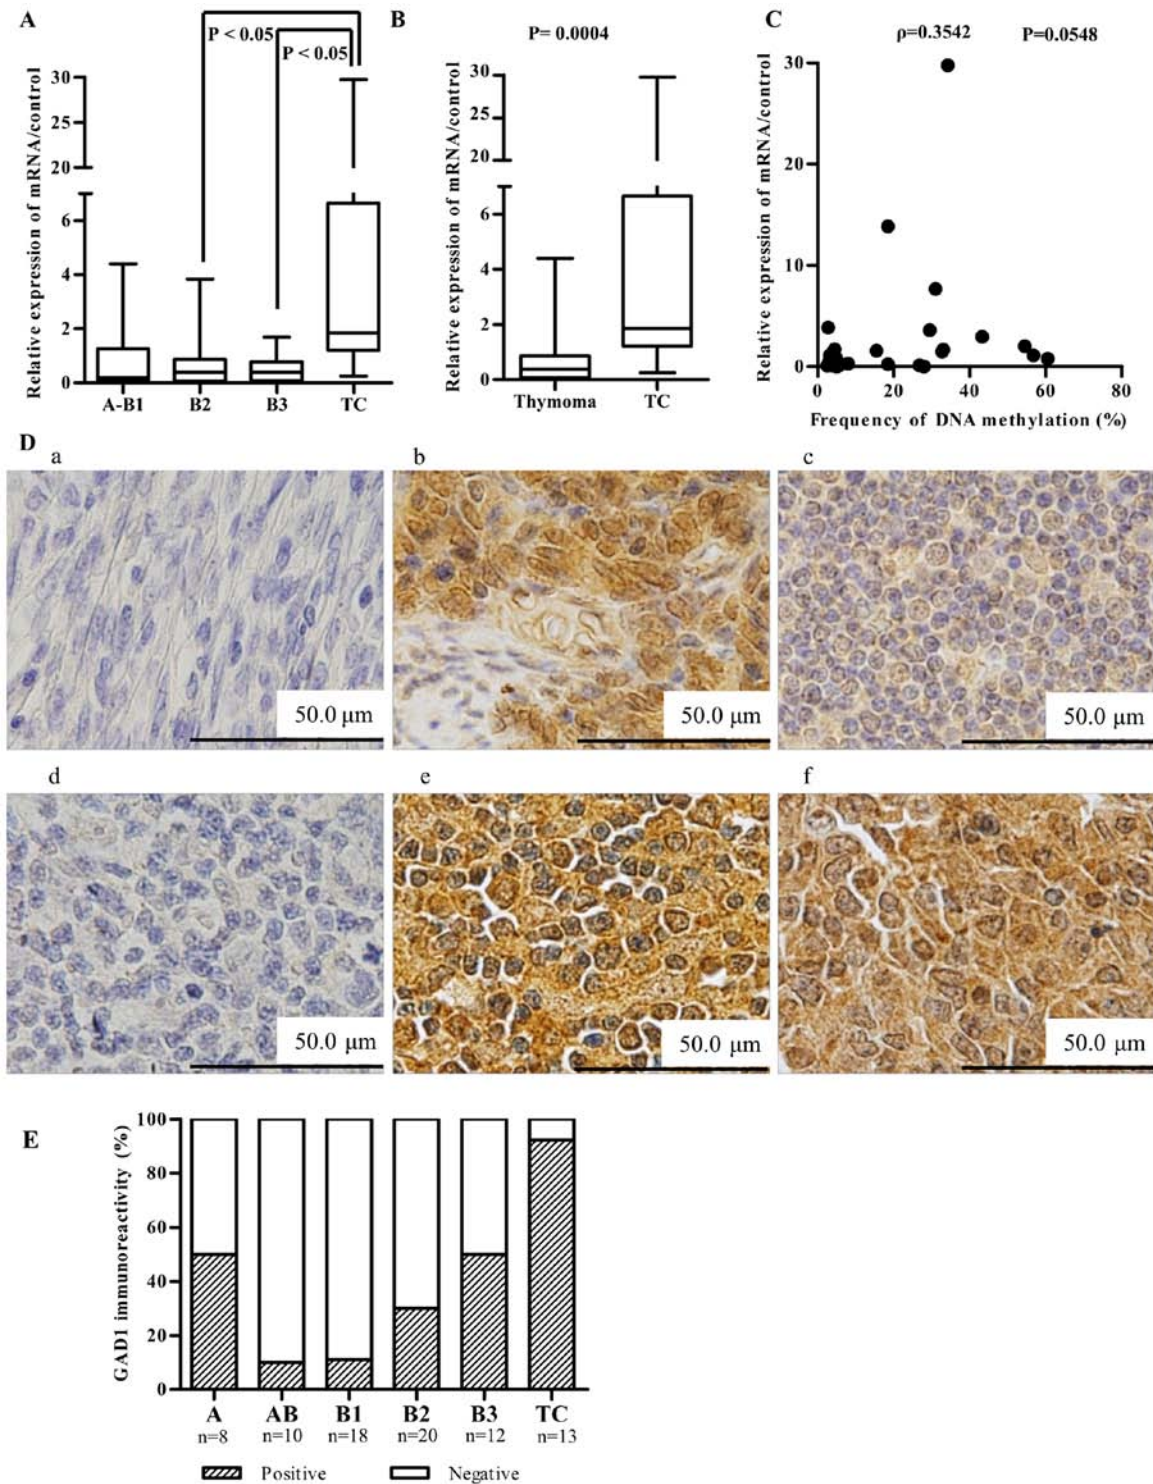 A
P < 0.05
P < 0.05
Relative expression of mRNA/control
30
25
20
6
4
2
0
A-B1 B2 B3 TC
B
P= 0.0004
Relative expression of mRNA/control
30
25
20
6
4
2
0
Thymoma TC
C
ρ=0.3542 P=0.0548
Relative expression of mRNA/control
30
20
10
0
0 20 40 60 80
Frequency of DNA methylation (%)
D
a b c
50.0 μm 50.0 μm 50.0 μm
d e f
50.0 μm 50.0 μm 50.0 μm
E
GAD1 immunoreactivity (%)
100
80
60
40
20
0
A AB B1 B2 B3 TC
n=8 n=10 n=18 n=20 n=12 n=13
Positive Negative